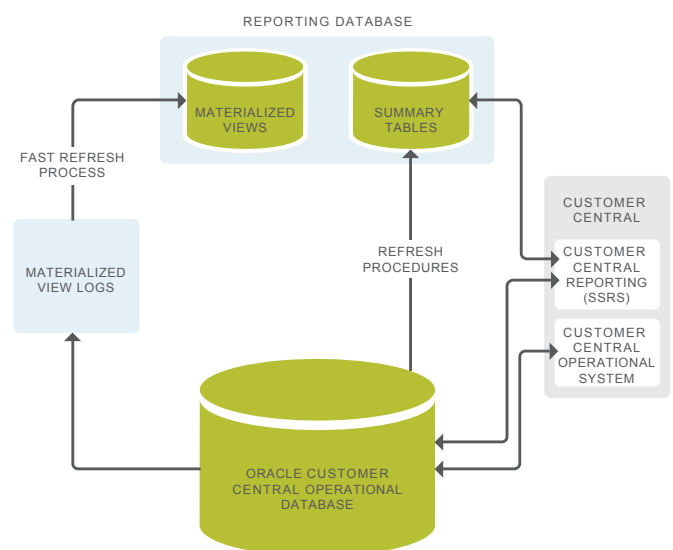 REPORTING DATABASE
MATERIALIZED
VIEWS
SUMMARY
TABLES
FAST REFRESH
PROCESS
CUSTOMER
CENTRAL
CUSTOMER
CENTRAL
REPORTING
(SSRS)
REFRESH
PROCEDURES
MATERIALIZED
VIEW LOGS
CUSTOMER
CENTRAL
OPERATIONAL
SYSTEM
ORACLE CUSTOMER
CENTRAL OPERATIONAL
DATABASE